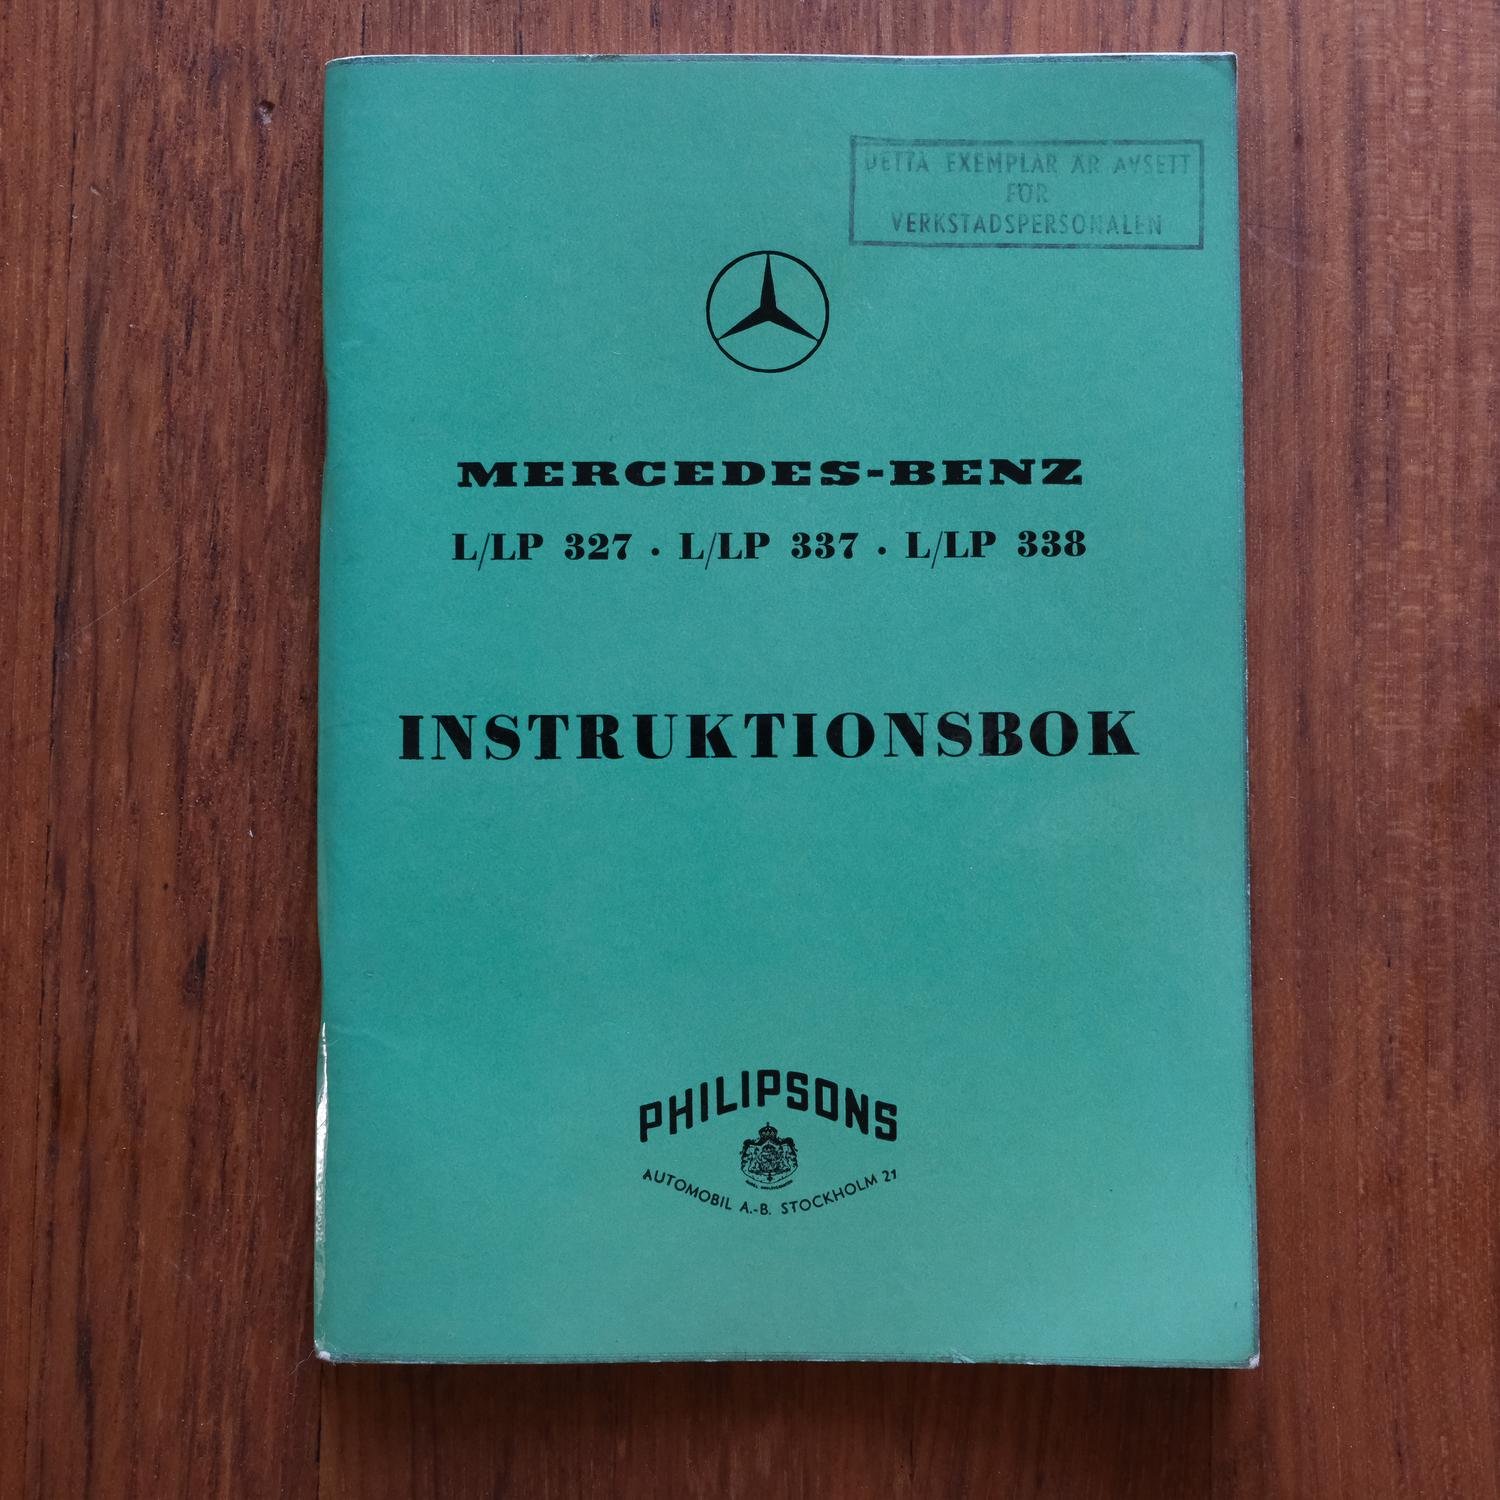 DETTA EXEMPLAR ÄR AVSETT
FÖR
VERKSTADSPERSONALEN
MERCEDES-BENZ
L/LP 327 · L/LP 337 · L/LP 338
INSTRUKTIONSBOK
PHILIPSONS
AUTOMOBIL A.-B. STOCKHOLM 21